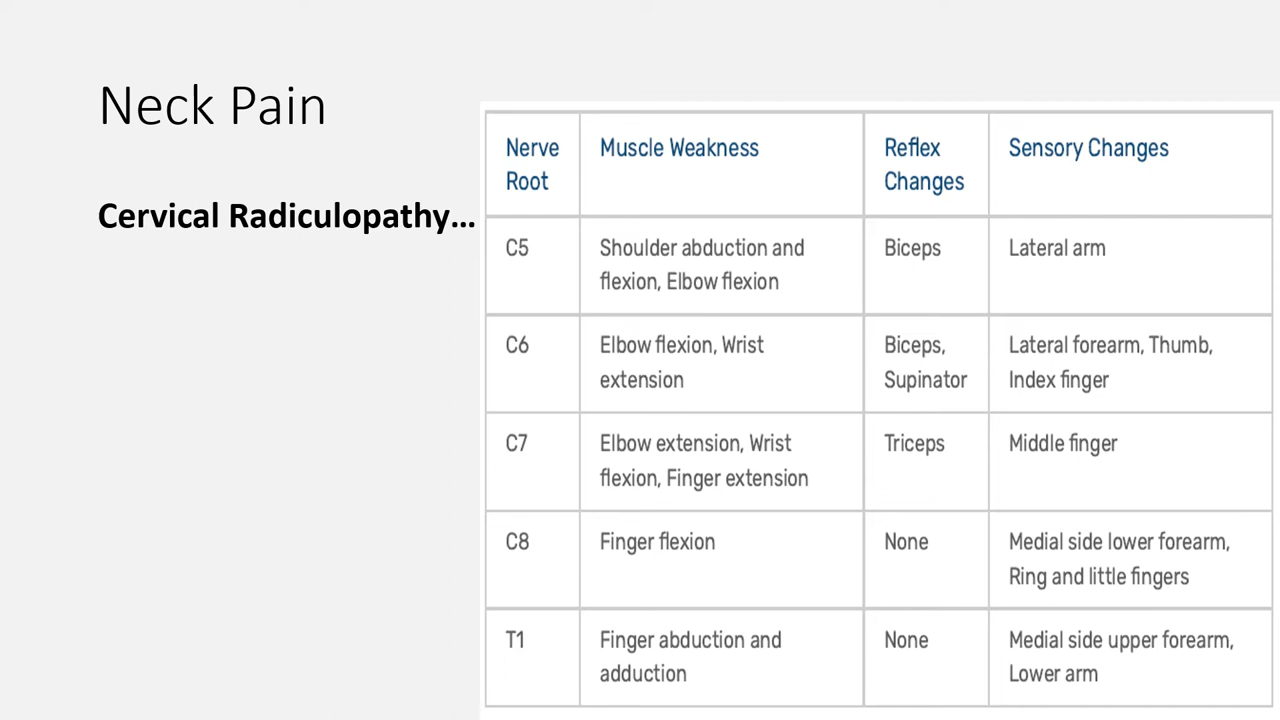 Neck Pain
Cervical Radiculopathy...
Nerve Root Muscle Weakness Reflex Changes Sensory Changes
C5 Shoulder abduction and flexion, Elbow flexion Biceps Lateral arm
C6 Elbow flexion, Wrist extension Biceps, Supinator Lateral forearm, Thumb, Index finger
C7 Elbow extension, Wrist flexion, Finger extension Triceps Middle finger
C8 Finger flexion None Medial side lower forearm, Ring and little fingers
T1 Finger abduction and adduction None Medial side upper forearm, Lower arm